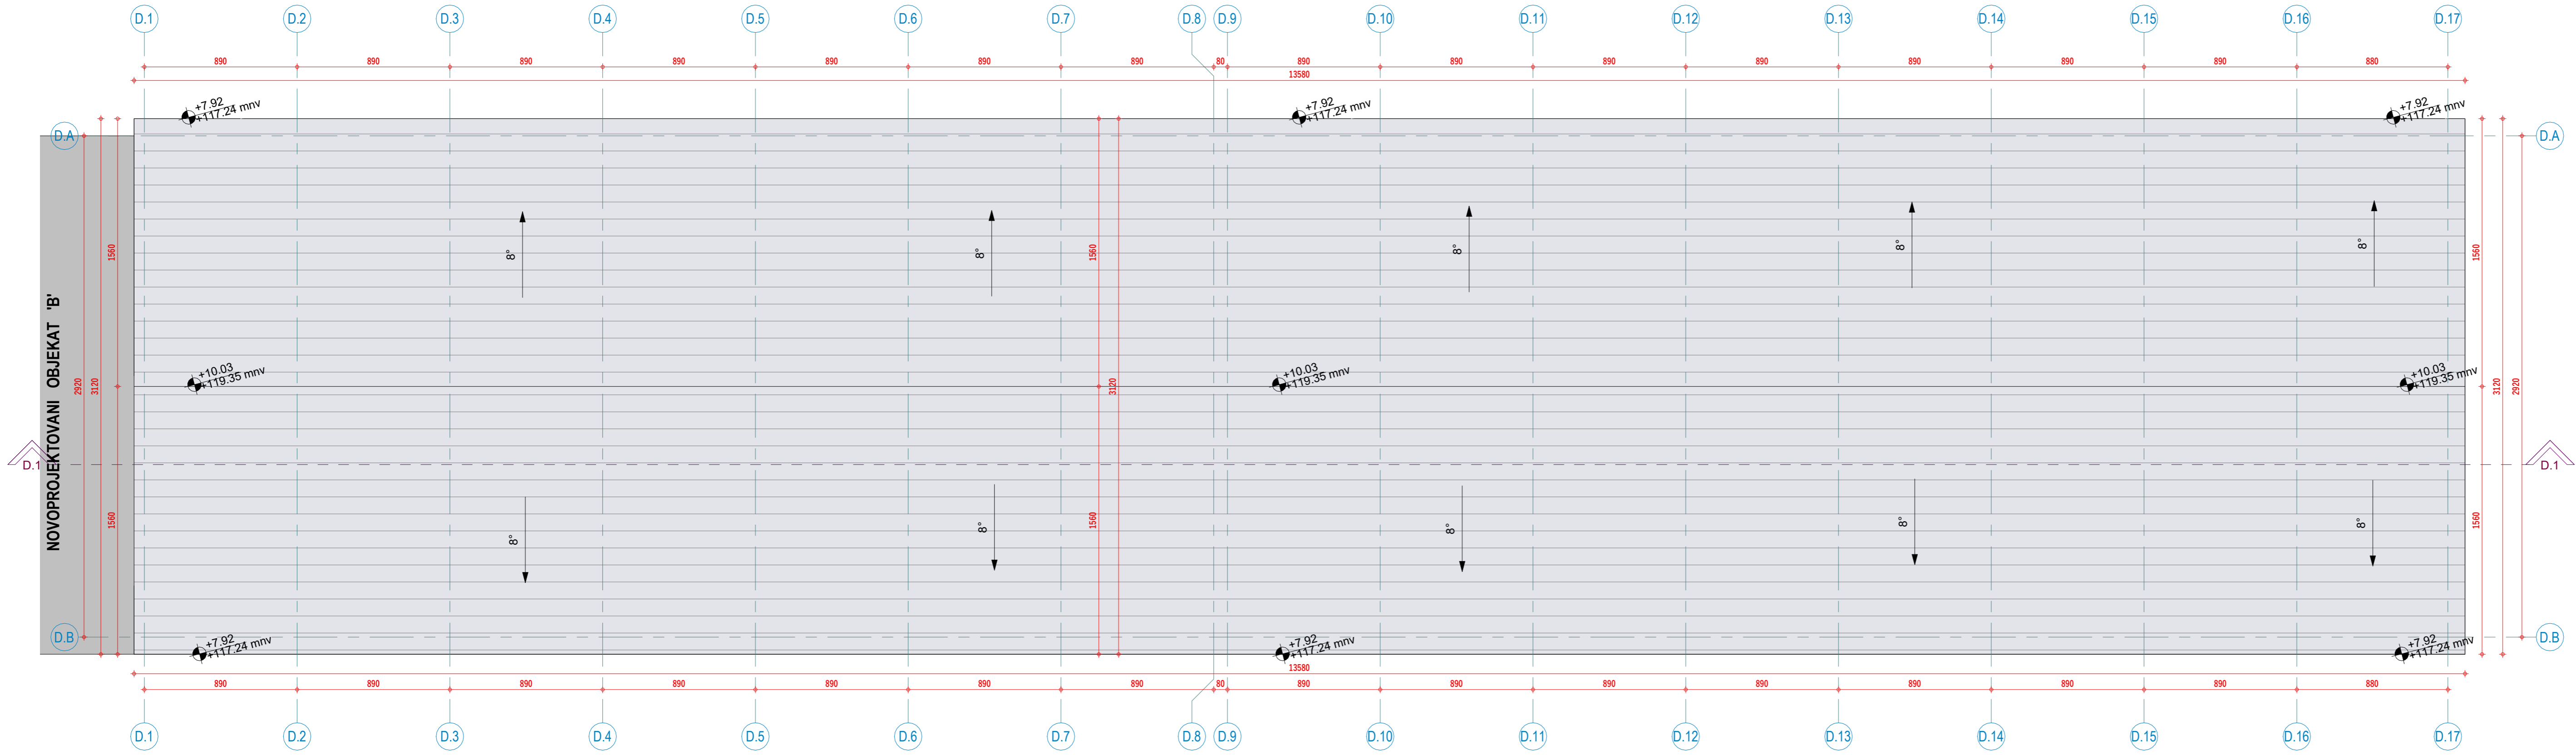 D.1 D.2 D.3 D.4 D.5 D.6 D.7 D.8 D.9 D.10 D.11 D.12 D.13 D.14 D.15 D.16 D.17
890 890 890 890 890 890 890 80 890 890 890 890 890 890 890 880
13580
+7.92 +7.92 +7.92
+117.24 mnv +117.24 mnv +117.24 mnv
D.A D.A
8° 8° 8° 8° 8°
1560 1560 1560
NOVOPROJEKTOVANI OBJEKAT 'B'
2920 3120 3120 3120 2920
+10.03 +10.03 +10.03
+119.35 mnv +119.35 mnv +119.35 mnv
D.1 D.1
1560 1560 1560
8° 8° 8° 8° 8°
D.B D.B
+7.92 +7.92 +7.92
+117.24 mnv +117.24 mnv +117.24 mnv
13580
890 890 890 890 890 890 890 80 890 890 890 890 890 890 890 880
D.1 D.2 D.3 D.4 D.5 D.6 D.7 D.8 D.9 D.10 D.11 D.12 D.13 D.14 D.15 D.16 D.17